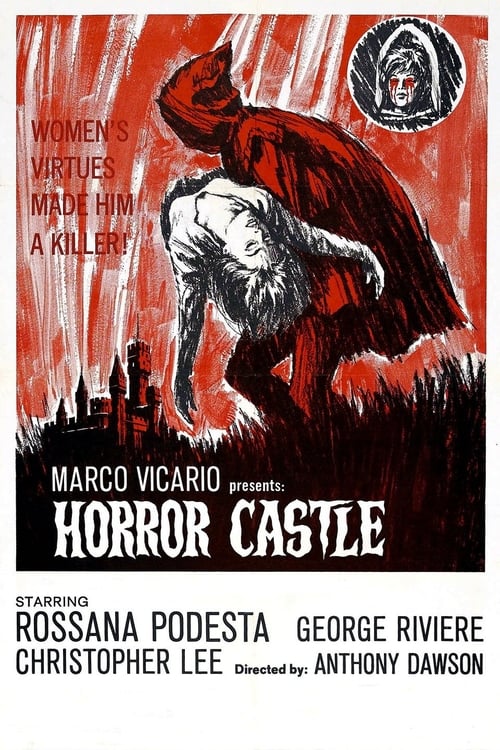 WOMEN'S
VIRTUES
MADE HIM
A KILLER!
MARCO VICARIO presents:
HORROR CASTLE
STARRING
ROSSANA PODESTA GEORGE RIVIERE
CHRISTOPHER LEE Directed by: ANTHONY DAWSON